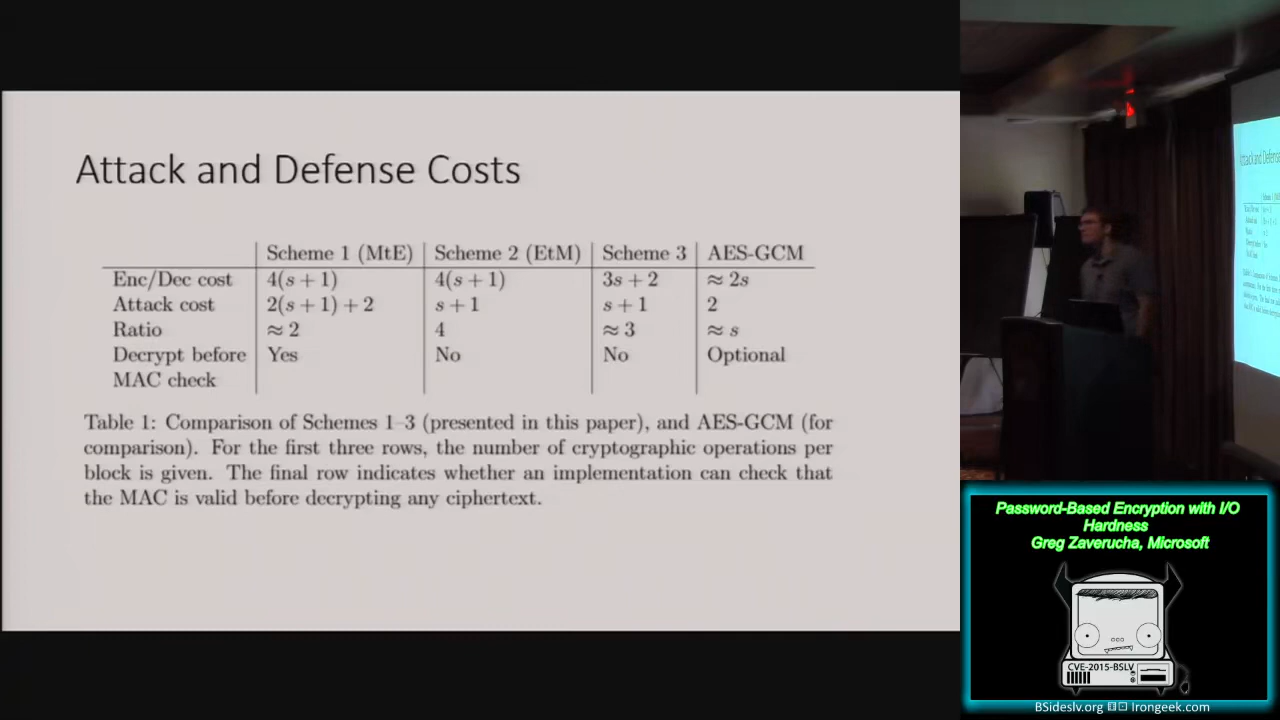 Attack and Defense Costs
Scheme 1 (MtE) Scheme 2 (EtM) Scheme 3 AES-GCM
Enc/Dec cost 4(s + 1) 4(s + 1) 3s + 2 ≈ 2s
Attack cost 2(s + 1) + 2 s + 1 s + 1 2
Ratio ≈ 2 4 ≈ 3 ≈ s
Decrypt before Yes No No Optional
MAC check
Table 1: Comparison of Schemes 1–3 (presented in this paper), and AES-GCM (for
comparison). For the first three rows, the number of cryptographic operations per
block is given. The final row indicates whether an implementation can check that
the MAC is valid before decrypting any ciphertext.
Password-Based Encryption with I/O
Hardness
Greg Zaverucha, Microsoft
CVE-2015-BSLV
BSideslv.org Irongeek.com